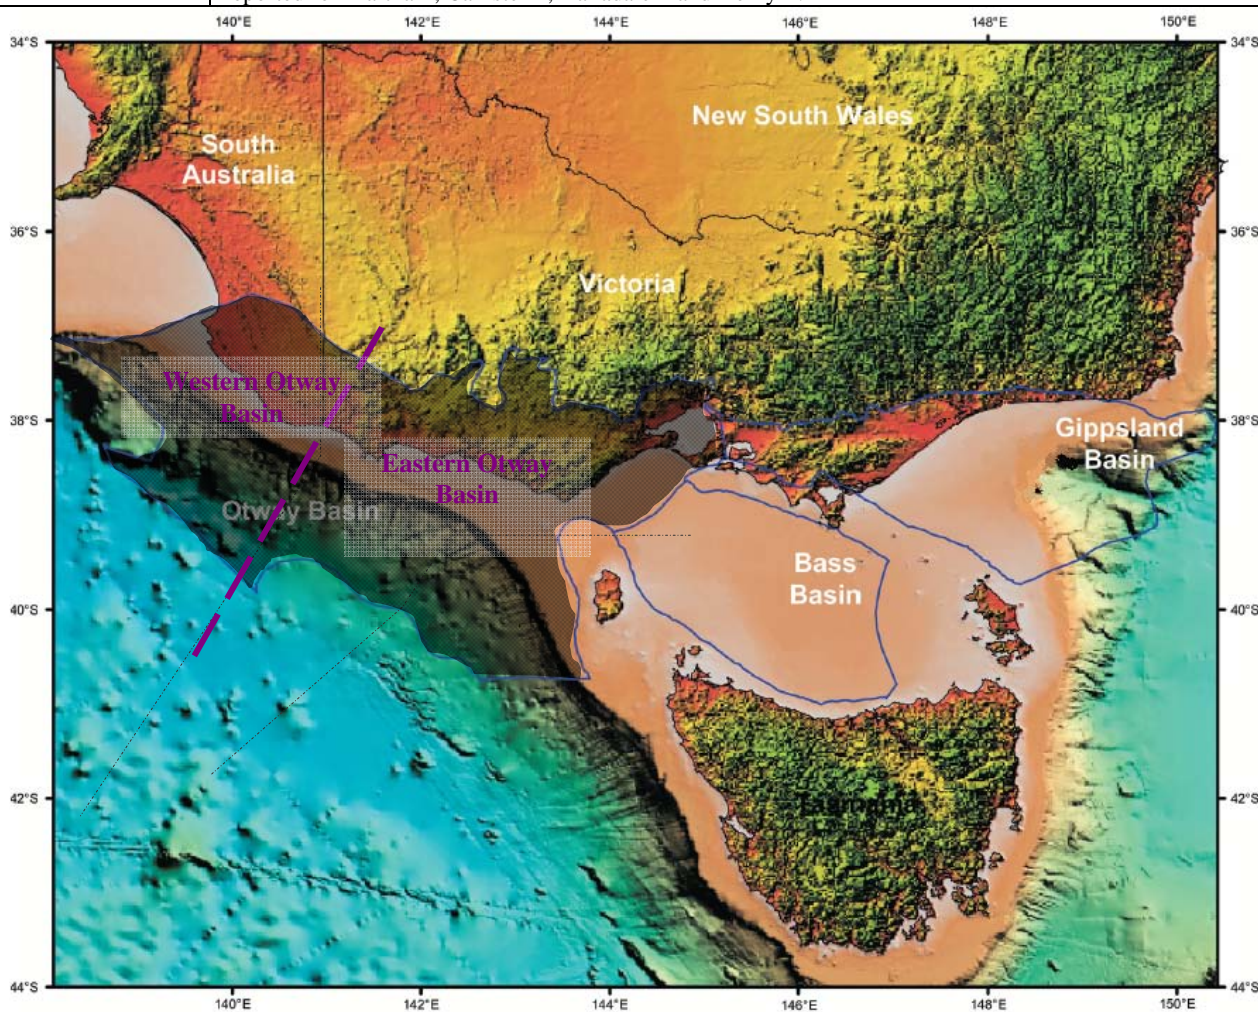 140°E 142°E 144°E 146°E 148°E 150°E
34°S 34°S
New South Wales
South
Australia
36°S 36°S
Victoria
Western Otway
Basin
38°S 38°S
Gippsland
Basin
Eastern Otway
Basin
Otway Basin
Bass
Basin
40°S 40°S
42°S 42°S
Tasmania
44°S 44°S
140°E 142°E 144°E 146°E 148°E 150°E